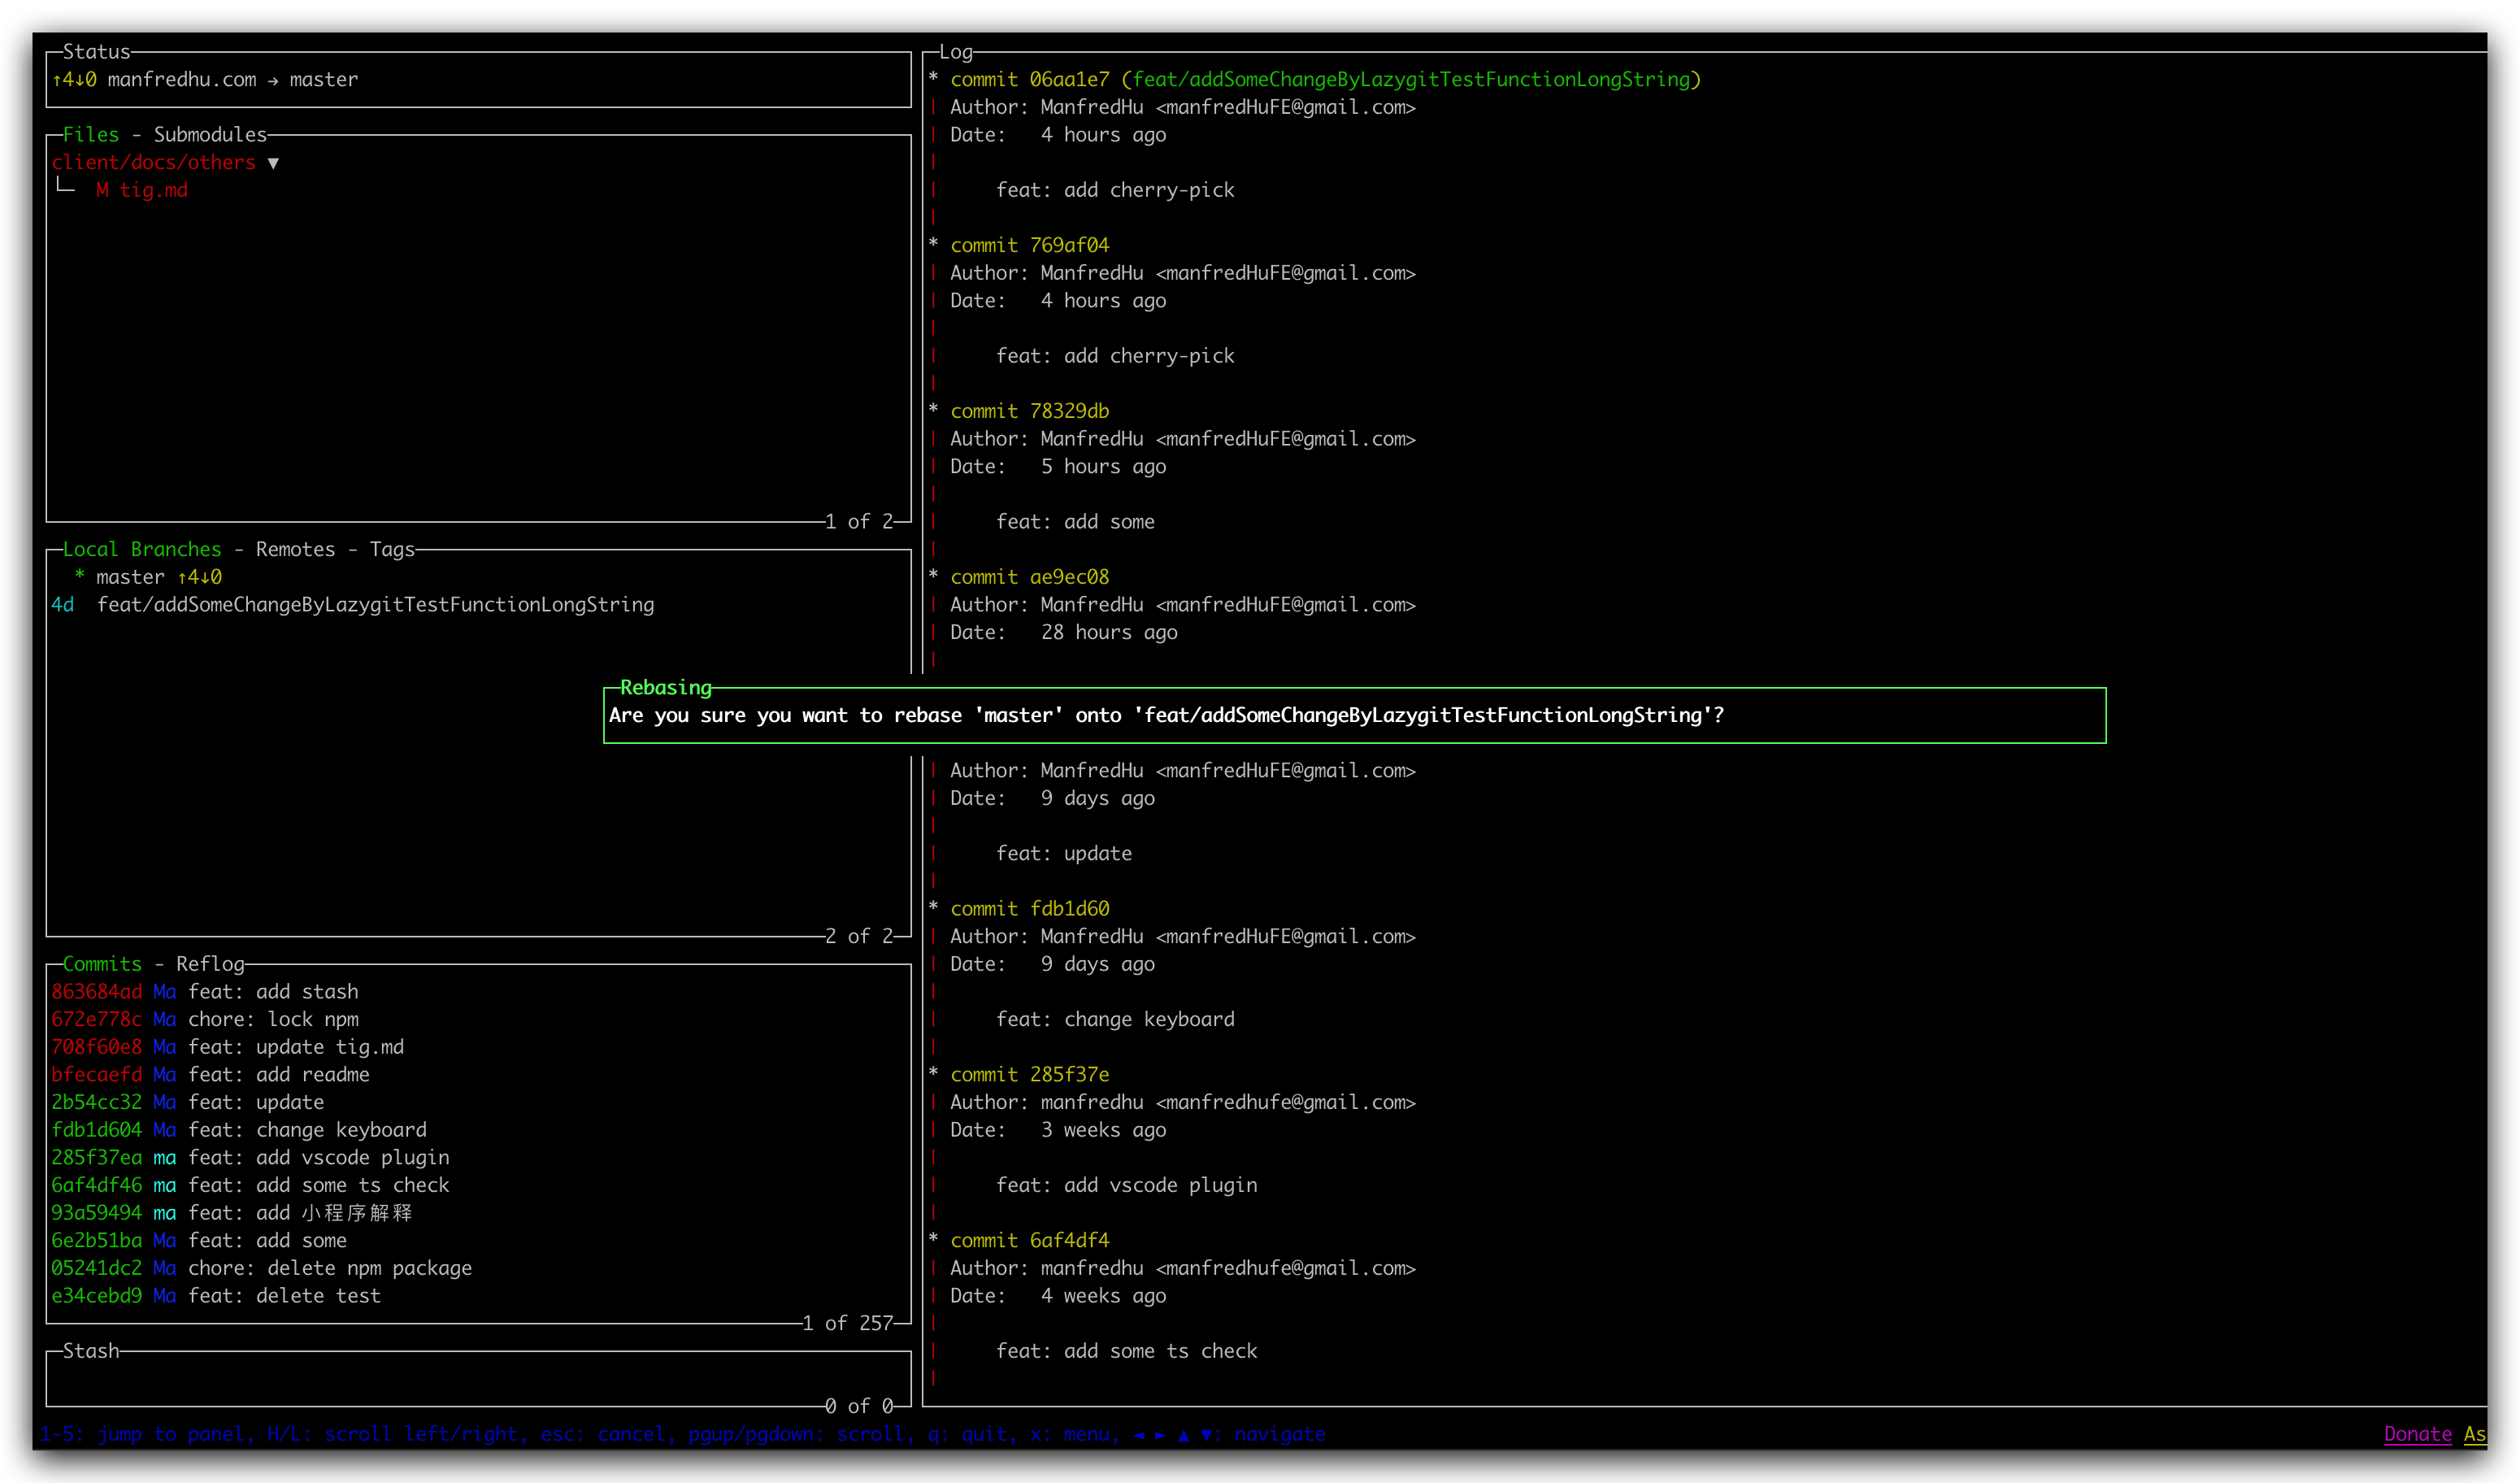 Status
↑4↓0 manfredhu.com → master
Files - Submodules
client/docs/others ▼
M tig.md
1 of 2
Local Branches - Remotes - Tags
* master ↑4↓0
4d feat/addSomeChangeByLazygitTestFunctionLongString
2 of 2
Commits - Reflog
863684ad Ma feat: add stash
672e778c Ma chore: lock npm
708f60e8 Ma feat: update tig.md
bfecaefd Ma feat: add readme
2b54cc32 Ma feat: update
fdb1d604 Ma feat: change keyboard
285f37ea ma feat: add vscode plugin
6af4df46 ma feat: add some ts check
93a59494 ma feat: add 小程序解释
6e2b51ba Ma feat: add some
05241dc2 Ma chore: delete npm package
e34cebd9 Ma feat: delete test
1 of 257
Stash
0 of 0
Log
* commit 06aa1e7 (feat/addSomeChangeByLazygitTestFunctionLongString)
Author: ManfredHu <manfredHuFE@gmail.com>
Date: 4 hours ago
feat: add cherry-pick
* commit 769af04
Author: ManfredHu <manfredHuFE@gmail.com>
Date: 4 hours ago
feat: add cherry-pick
* commit 78329db
Author: ManfredHu <manfredHuFE@gmail.com>
Date: 5 hours ago
feat: add some
* commit ae9ec08
Author: ManfredHu <manfredHuFE@gmail.com>
Date: 28 hours ago
Rebasing
Are you sure you want to rebase 'master' onto 'feat/addSomeChangeByLazygitTestFunctionLongString'?
Author: ManfredHu <manfredHuFE@gmail.com>
Date: 9 days ago
feat: update
* commit fdb1d60
Author: ManfredHu <manfredHuFE@gmail.com>
Date: 9 days ago
feat: change keyboard
* commit 285f37e
Author: manfredhu <manfredhufe@gmail.com>
Date: 3 weeks ago
feat: add vscode plugin
* commit 6af4df4
Author: manfredhu <manfredhufe@gmail.com>
Date: 4 weeks ago
feat: add some ts check
1-5: jump to panel, H/L: scroll left/right, esc: cancel, pgup/pgdown: scroll, q: quit, x: menu, ◄ ► ▲ ▼: navigate
Donate As